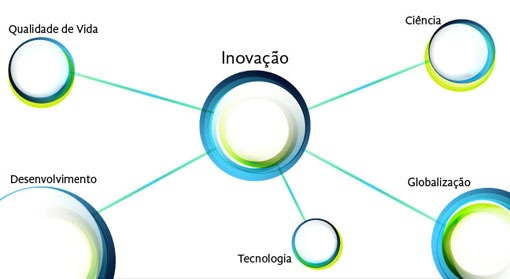 Qualidade de Vida
Ciência
Inovação
Desenvolvimento
Globalização
Tecnologia